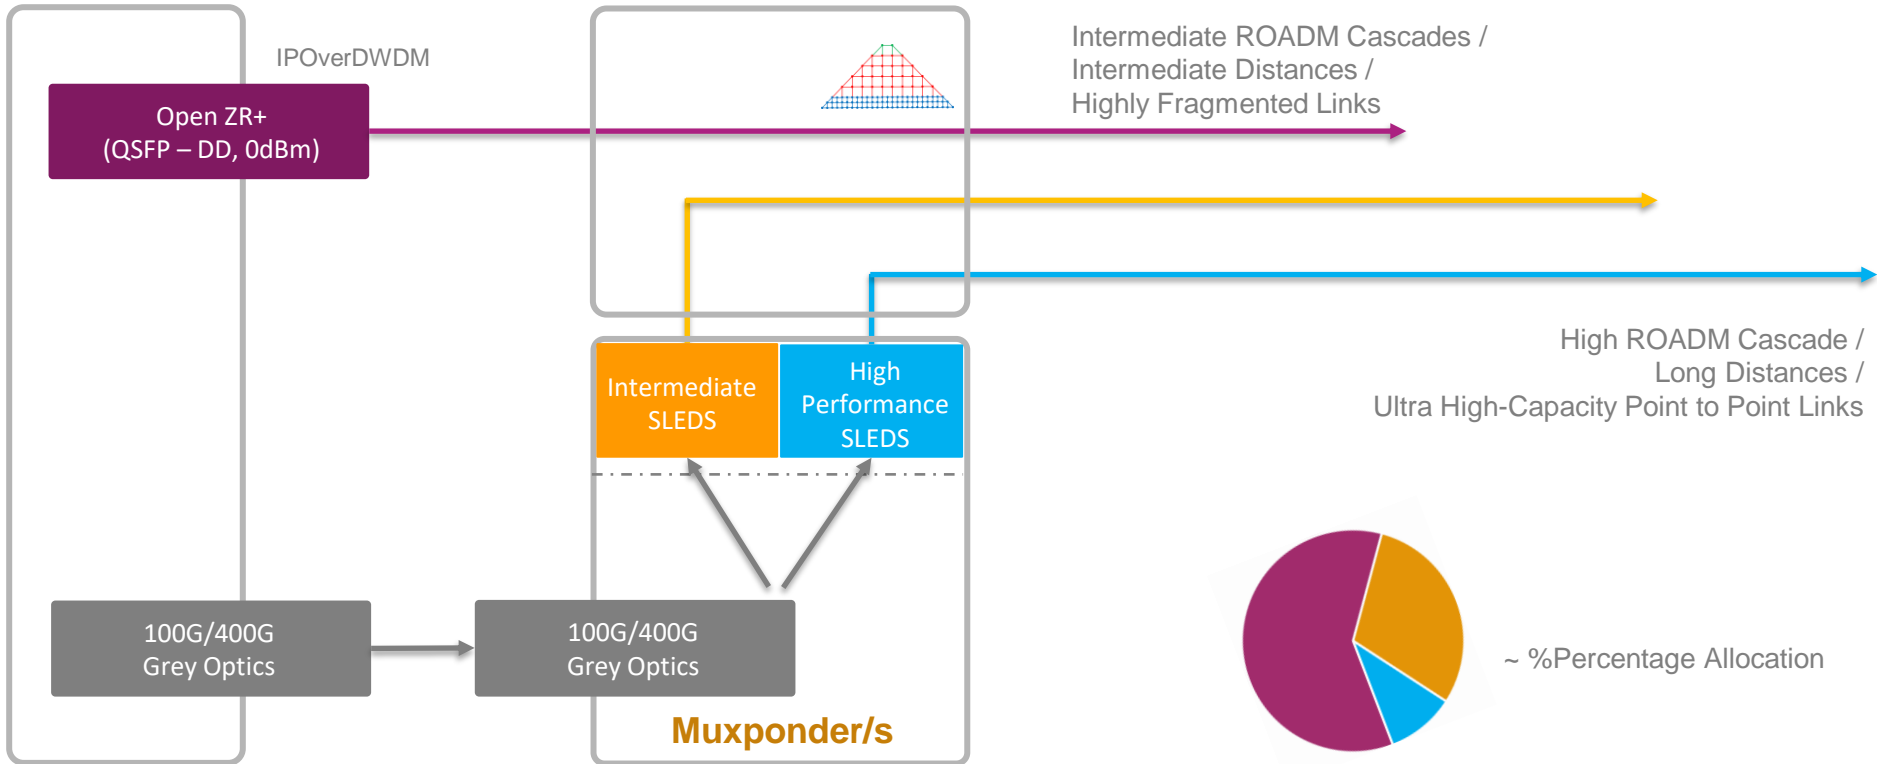 IPOverDWDM
Open ZR+
(QSFP – DD, 0dBm)
Intermediate ROADM Cascades /
Intermediate Distances /
Highly Fragmented Links
High ROADM Cascade /
Long Distances /
Ultra High-Capacity Point to Point Links
Intermediate
SLEDS
High
Performance
SLEDS
100G/400G
Grey Optics
100G/400G
Grey Optics
Muxponder/s
~ %Percentage Allocation